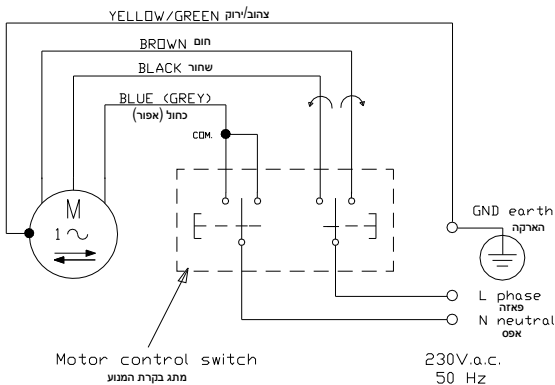 YELLOW/GREEN צהוב/ירוק
BROWN חום
BLACK שחור
BLUE (GREY)
כחול (אפור)
COM.
M
1 ~
GND earth
הארקה
L phase
פאזה
N neutral
אפס
Motor control switch
מתג בקרת המנוע
230V.a.c.
50 Hz